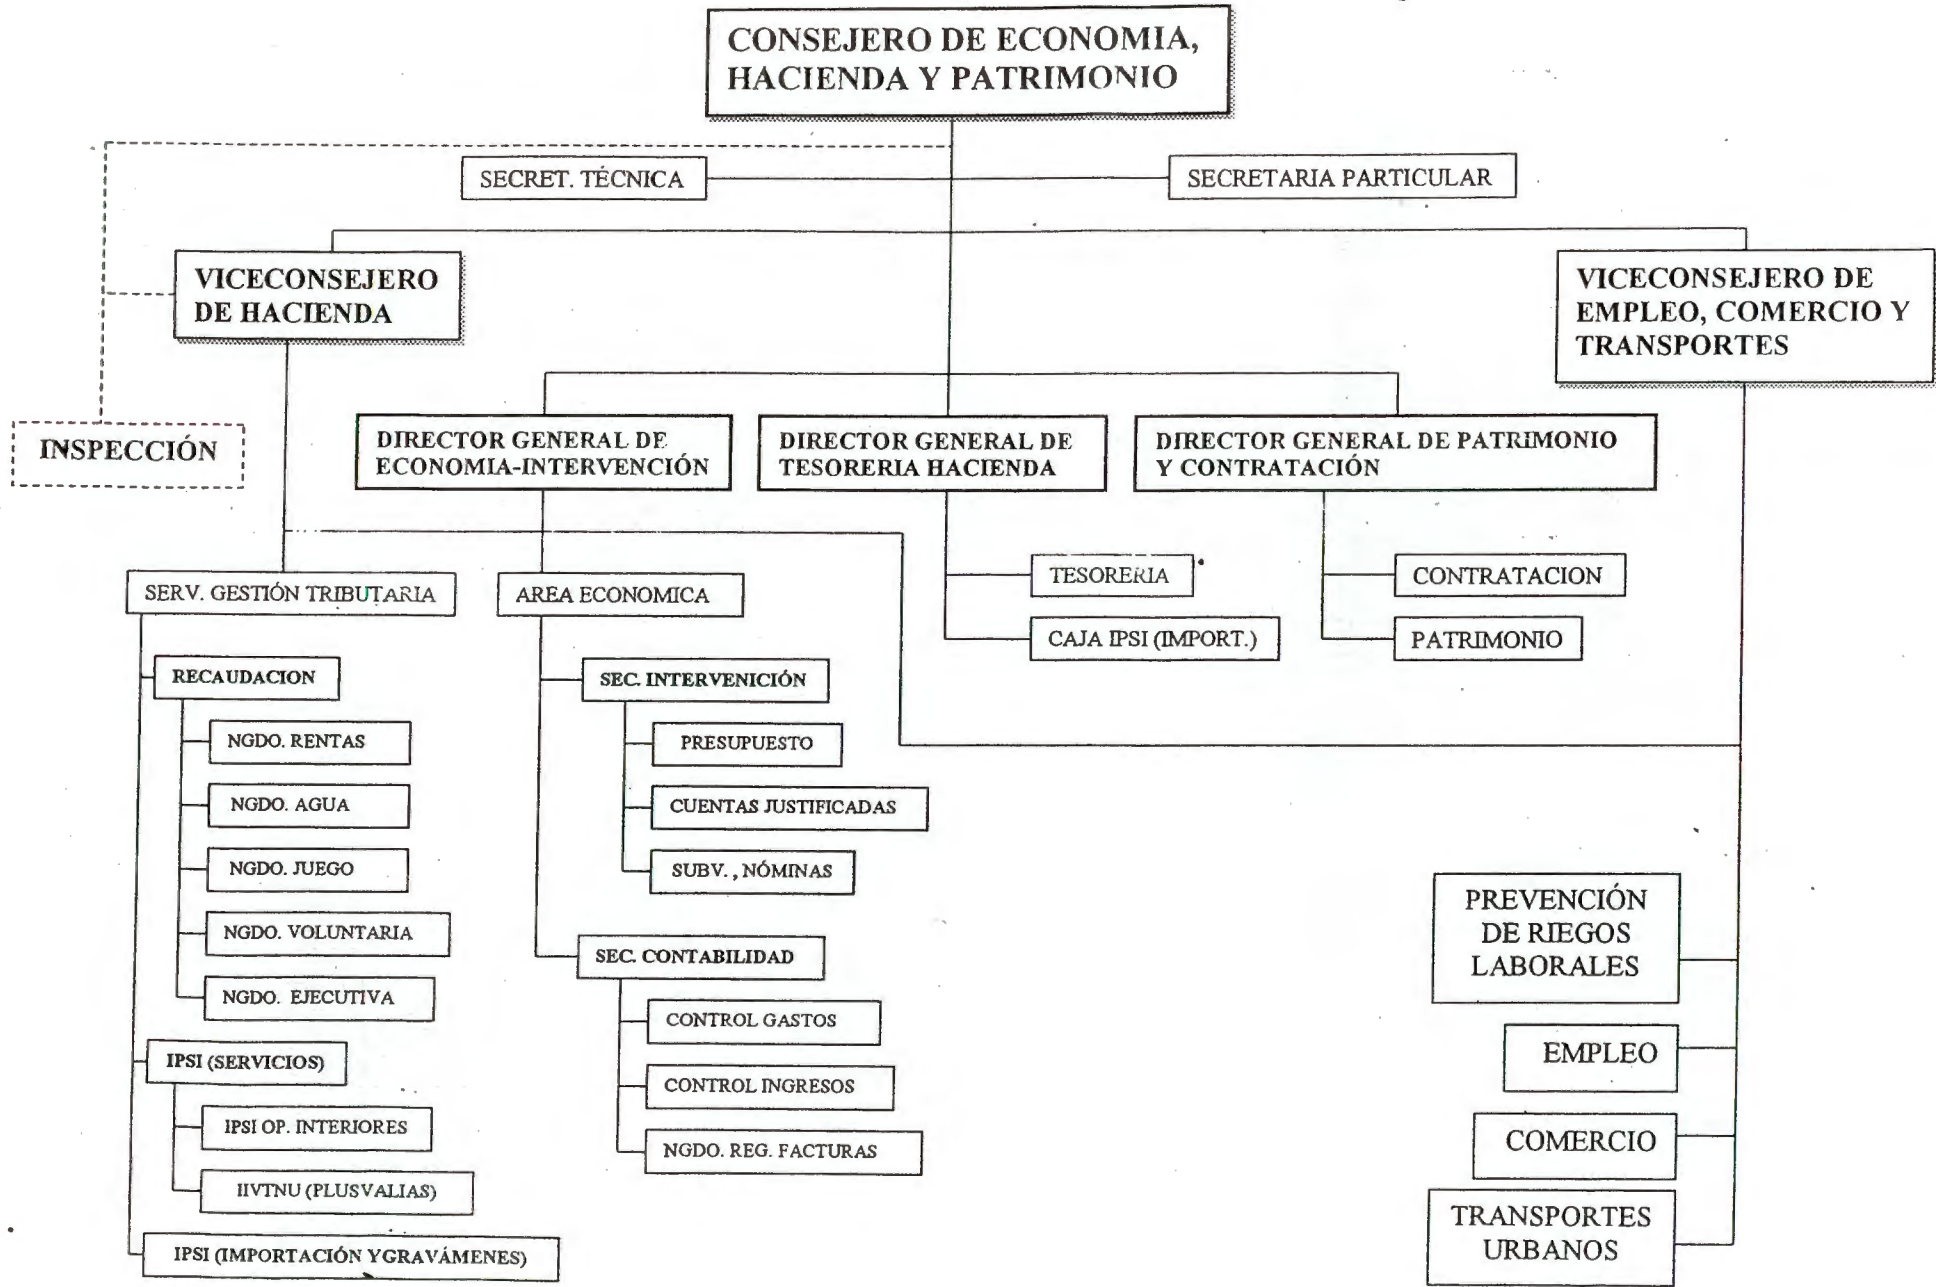 CONSEJERO DE ECONOMIA,
HACIENDA Y PATRIMONIO
SECRET. TÉCNICA
SECRETARIA PARTICULAR
VICECONSEJERO
DE HACIENDA
VICECONSEJERO DE
EMPLEO, COMERCIO Y
TRANSPORTES
INSPECCIÓN
DIRECTOR GENERAL DE
ECONOMIA-INTERVENCIÓN
DIRECTOR GENERAL DE
TESORERIA HACIENDA
DIRECTOR GENERAL DE PATRIMONIO
Y CONTRATACIÓN
SERV. GESTIÓN TRIBUTARIA
RECAUDACION
NGDO. RENTAS
NGDO. AGUA
NGDO. JUEGO
NGDO. VOLUNTARIA
NGDO. EJECUTIVA
IPSI (SERVICIOS)
IPSI OP. INTERIORES
IIVTNU (PLUSVALIAS)
IPSI (IMPORTACIÓN YGRAVÁMENES)
AREA ECONOMICA
SEC. INTERVENICIÓN
PRESUPUESTO
CUENTAS JUSTIFICADAS
SUBV. , NÓMINAS
SEC. CONTABILIDAD
CONTROL GASTOS
CONTROL INGRESOS
NGDO. REG. FACTURAS
TESORERIA
CAJA IPSI (IMPORT.)
CONTRATACION
PATRIMONIO
PREVENCIÓN
DE RIEGOS
LABORALES
EMPLEO
COMERCIO
TRANSPORTES
URBANOS